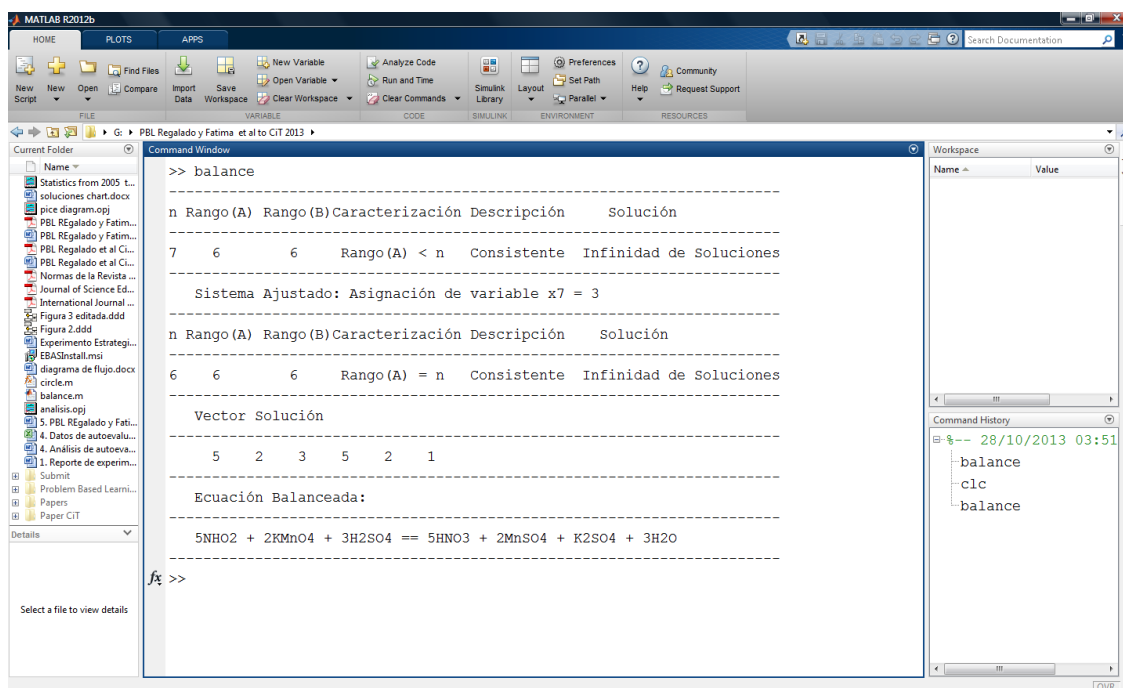 MATLAB R2012b
HOME PLOTS APPS
Search Documentation
New Script
New
Open
Find Files
Compare
Import Data
Save Workspace
New Variable
Open Variable
Clear Workspace
Analyze Code
Run and Time
Clear Commands
Simulink Library
Layout
Preferences
Set Path
Parallel
Help
Community
Request Support
FILE VARIABLE CODE SIMULINK ENVIRONMENT RESOURCES
G: PBL Regalado y Fatima et al to CiT 2013
Current Folder
Name
Statistics from 2005 t...
soluciones chart.docx
pice diagram.opj
PBL REgalado y Fatim...
PBL REgalado y Fatim...
PBL Regalado et al Ci...
PBL Regalado et al Ci...
Normas de la Revista ...
Journal of Science Ed...
International Journal ...
Figura 3 editada.ddd
Figura 2.ddd
Experimento Estrategi...
EBASInstall.msi
diagrama de flujo.docx
circle.m
balance.m
analisis.opj
5. PBL REgalado y Fati...
4. Datos de autoevalu...
4. Análisis de autoeva...
1. Reporte de experim...
Submit
Problem Based Learni...
Papers
Paper CiT
Details
Select a file to view details
Command Window
>> balance
------------------------------------------------------------------------
n Rango(A) Rango(B)Caracterización Descripción Solución
------------------------------------------------------------------------
7 6 6 Rango(A) < n Consistente Infinidad de Soluciones
------------------------------------------------------------------------
Sistema Ajustado: Asignación de variable x7 = 3
------------------------------------------------------------------------
n Rango(A) Rango(B)Caracterización Descripción Solución
------------------------------------------------------------------------
6 6 6 Rango(A) = n Consistente Infinidad de Soluciones
------------------------------------------------------------------------
Vector Solución
------------------------------------------------------------------------
5 2 3 5 2 1
------------------------------------------------------------------------
Ecuación Balanceada:
------------------------------------------------------------------------
5NHO2 + 2KMnO4 + 3H2SO4 == 5HNO3 + 2MnSO4 + K2SO4 + 3H2O
------------------------------------------------------------------------
fx >>
Workspace
Name Value
Command History
%-- 28/10/2013 03:51
balance
clc
balance
OVR